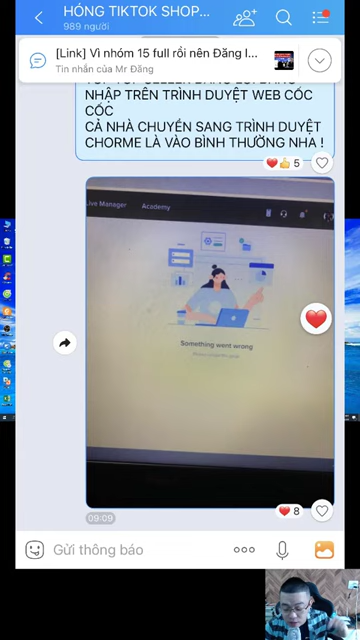 HÓNG TIKTOK SHOP...
989 người
[Link] Vì nhóm 15 full rồi nên Đăng l...
Tin nhắn của Mr Đăng
NHẬP TRÊN TRÌNH DUYỆT WEB CỐC
CỐC
CẢ NHÀ CHUYỂN SANG TRÌNH DUYỆT
CHORME LÀ VÀO BÌNH THƯỜNG NHA !
5
Live Manager Academy
Something went wrong
8
09:09
Gửi thông báo